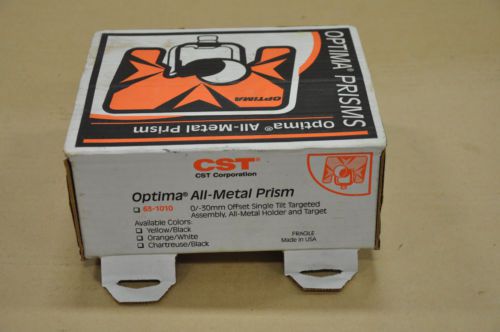 OPTIMA
OPTIMA
OPTIMA® PRISMS
Optima® All-Metal Prism
CST®
CST Corporation
Optima® All-Metal Prism
63-1010 0/-30mm Offset Single Tilt Targeted
Assembly, All-Metal Holder and Target
Available Colors:
Yellow/Black
Orange/White
Chartreuse/Black
FRAGILE
Made in USA